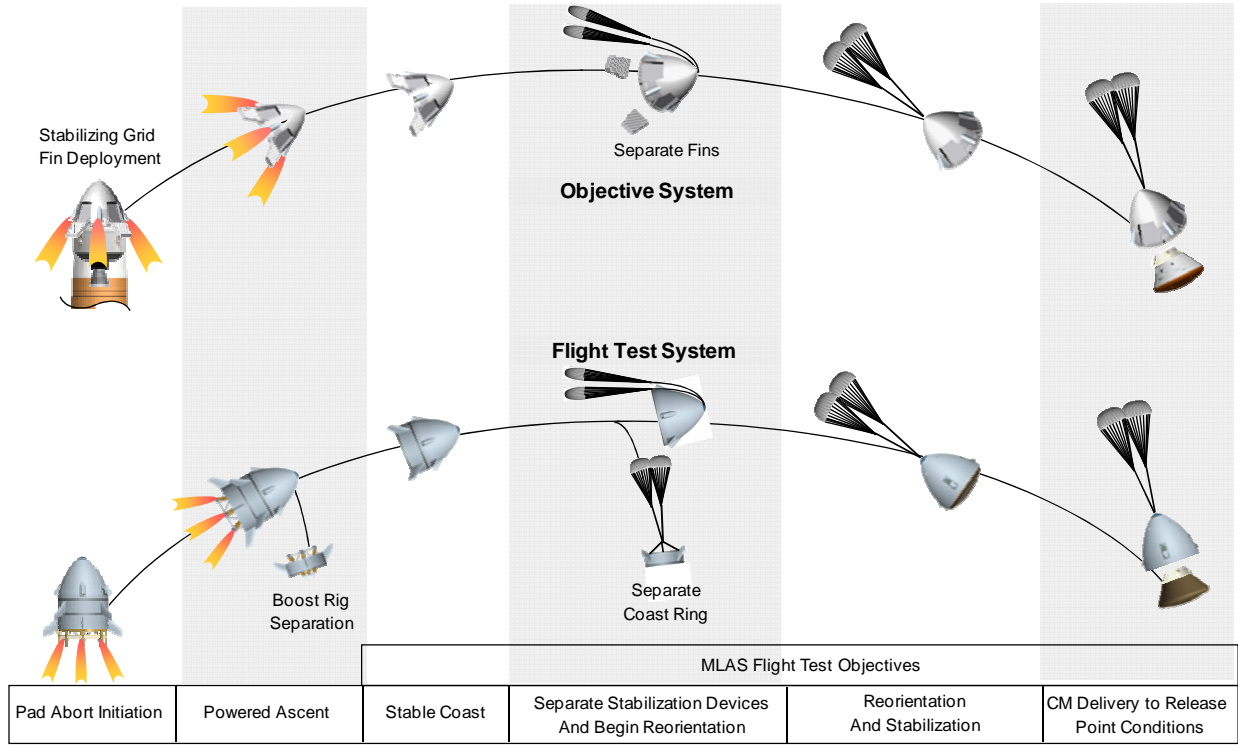 Stabilizing Grid
Fin Deployment
Separate Fins
Objective System
Flight Test System
Boost Rig
Separation
Separate
Coast Ring
MLAS Flight Test Objectives
Pad Abort Initiation
Powered Ascent
Stable Coast
Separate Stabilization Devices
And Begin Reorientation
Reorientation
And Stabilization
CM Delivery to Release
Point Conditions